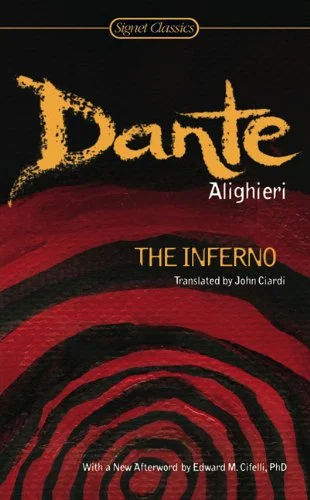 Signet Classics
Dante
Alighieri
THE INFERNO
Translated by John Ciardi
With a New Afterword by Edward M. Cifelli, PhD